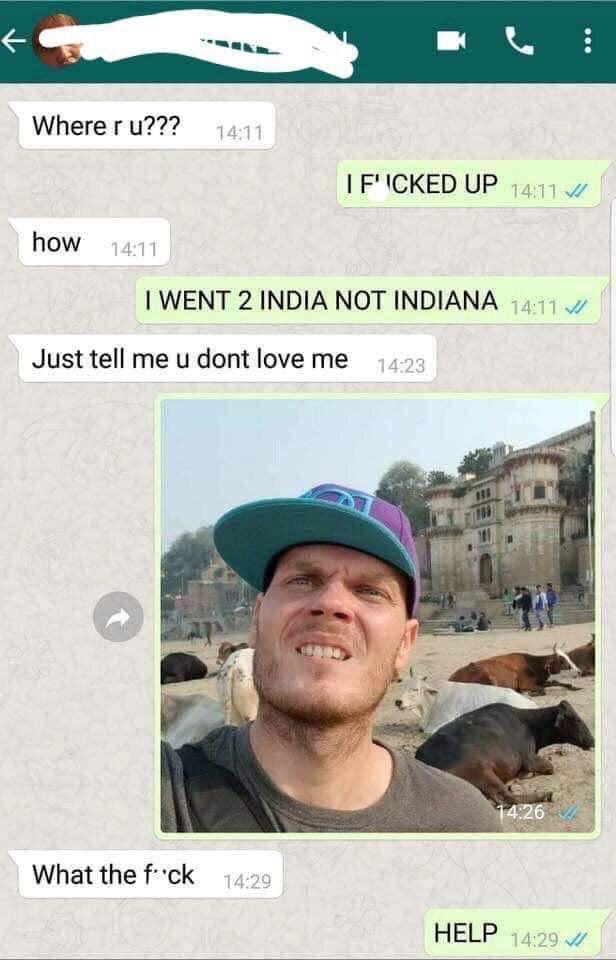 Where r u??? 14:11
I FUCKED UP 14:11
how 14:11
I WENT 2 INDIA NOT INDIANA 14:11
Just tell me u dont love me 14:23
14:26
What the f**ck 14:29
HELP 14:29